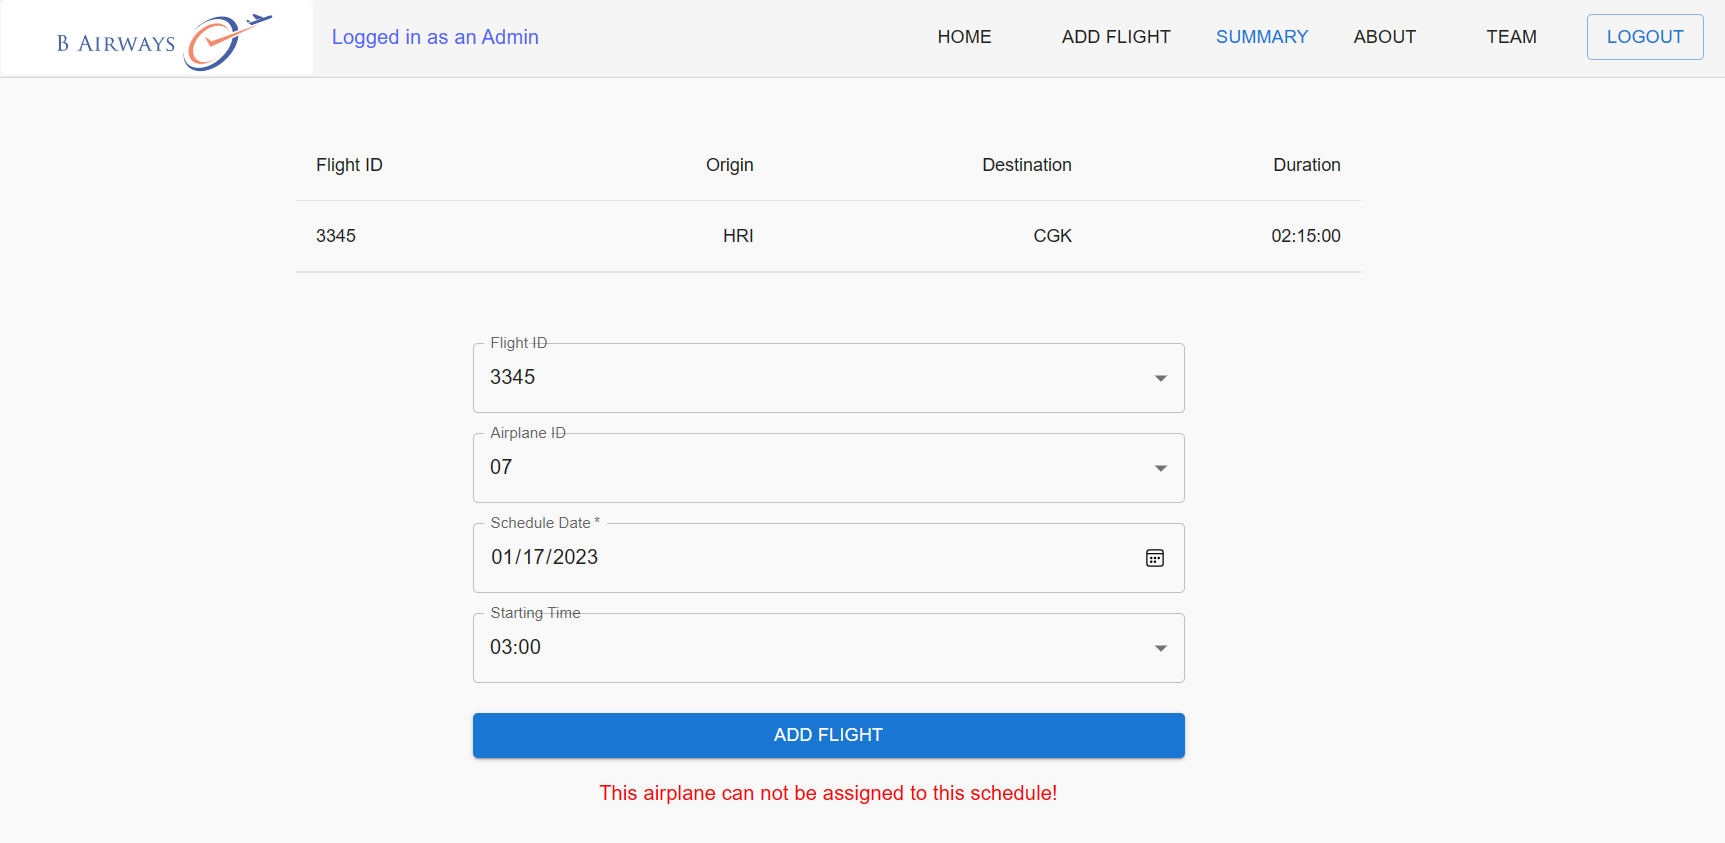 B AIRWAYS
Logged in as an Admin
HOME ADD FLIGHT SUMMARY ABOUT TEAM LOGOUT
Flight ID Origin Destination Duration
3345 HRI CGK 02:15:00
Flight ID
3345
Airplane ID
07
Schedule Date *
01/17/2023
Starting Time
03:00
ADD FLIGHT
This airplane can not be assigned to this schedule!